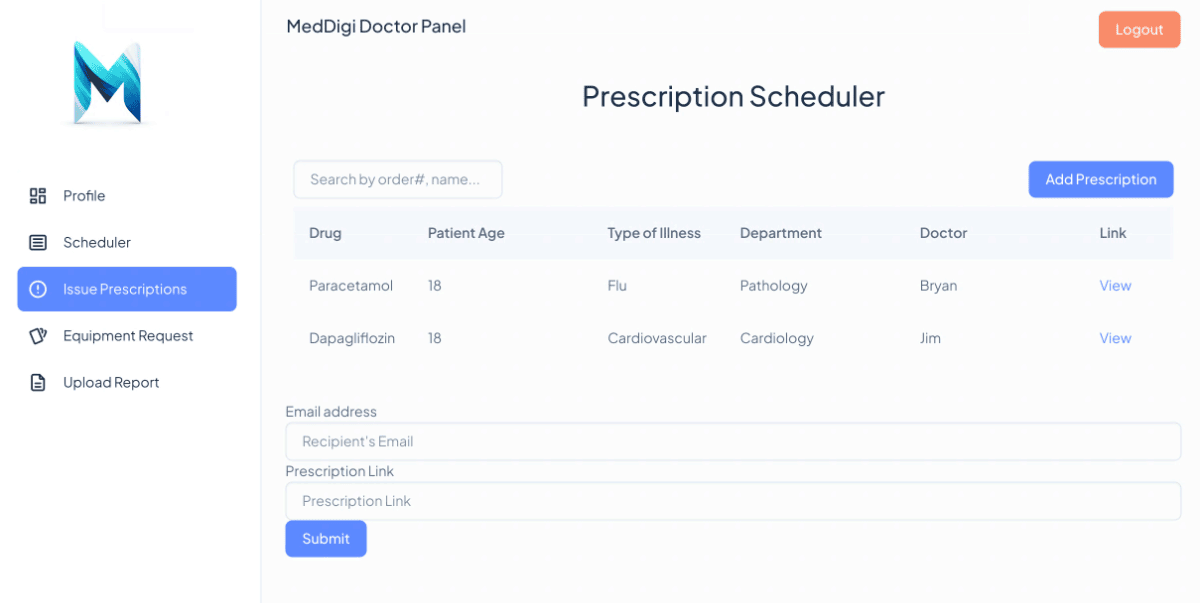 MedDigi Doctor Panel
Logout
Prescription Scheduler
Profile
Scheduler
Issue Prescriptions
Equipment Request
Upload Report
Search by order#, name...
Add Prescription
Drug Patient Age Type of Illness Department Doctor Link
Paracetamol 18 Flu Pathology Bryan View
Dapagliflozin 18 Cardiovascular Cardiology Jim View
Email address
Recipient's Email
Prescription Link
Prescription Link
Submit